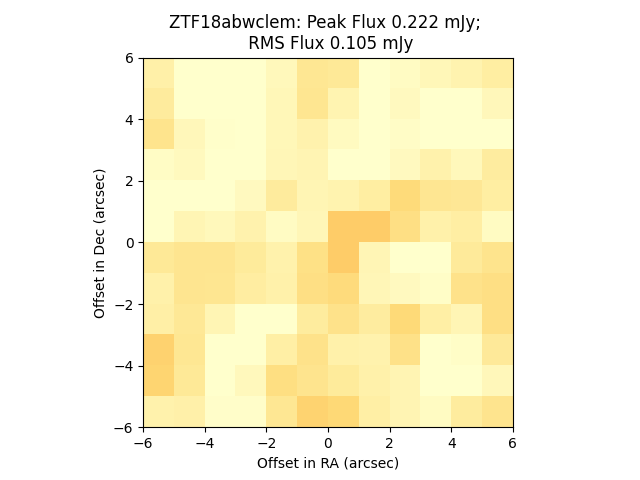 ZTF18abwclem: Peak Flux 0.222 mJy;
RMS Flux 0.105 mJy
6
4
2
0
−2
−4
−6
Offset in Dec (arcsec)
−6 −4 −2 0 2 4 6
Offset in RA (arcsec)